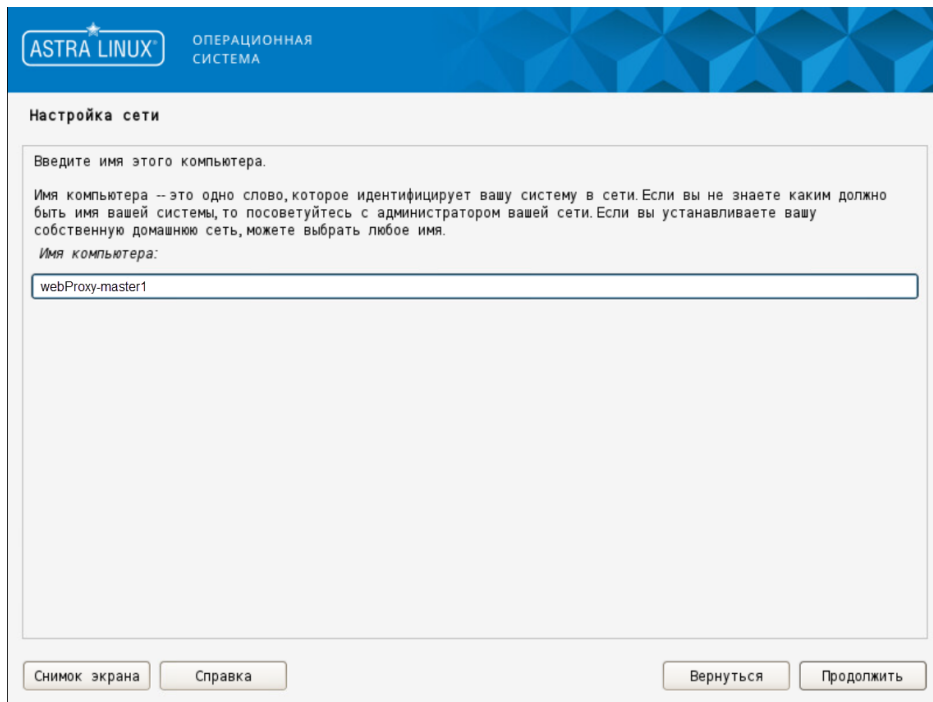 ASTRA LINUX
ОПЕРАЦИОННАЯ
СИСТЕМА
Настройка сети
Введите имя этого компьютера.
Имя компьютера -- это одно слово, которое идентифицирует вашу систему в сети. Если вы не знаете каким должно
быть имя вашей системы, то посоветуйтесь с администратором вашей сети. Если вы устанавливаете вашу
собственную домашнюю сеть, можете выбрать любое имя.
Имя компьютера:
webProxy-master1
Снимок экрана
Справка
Вернуться
Продолжить